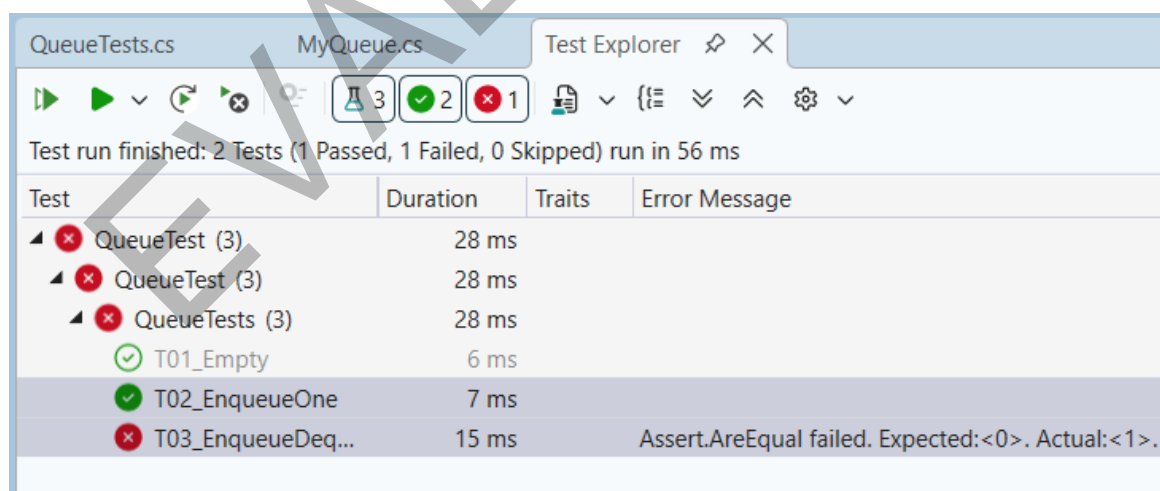 QueueTests.cs MyQueue.cs Test Explorer
3 2 1
Test run finished: 2 Tests (1 Passed, 1 Failed, 0 Skipped) run in 56 ms
Test Duration Traits Error Message
QueueTest (3) 28 ms
QueueTest (3) 28 ms
QueueTests (3) 28 ms
T01_Empty 6 ms
T02_EnqueueOne 7 ms
T03_EnqueueDeq... 15 ms Assert.AreEqual failed. Expected:<0>. Actual:<1>.